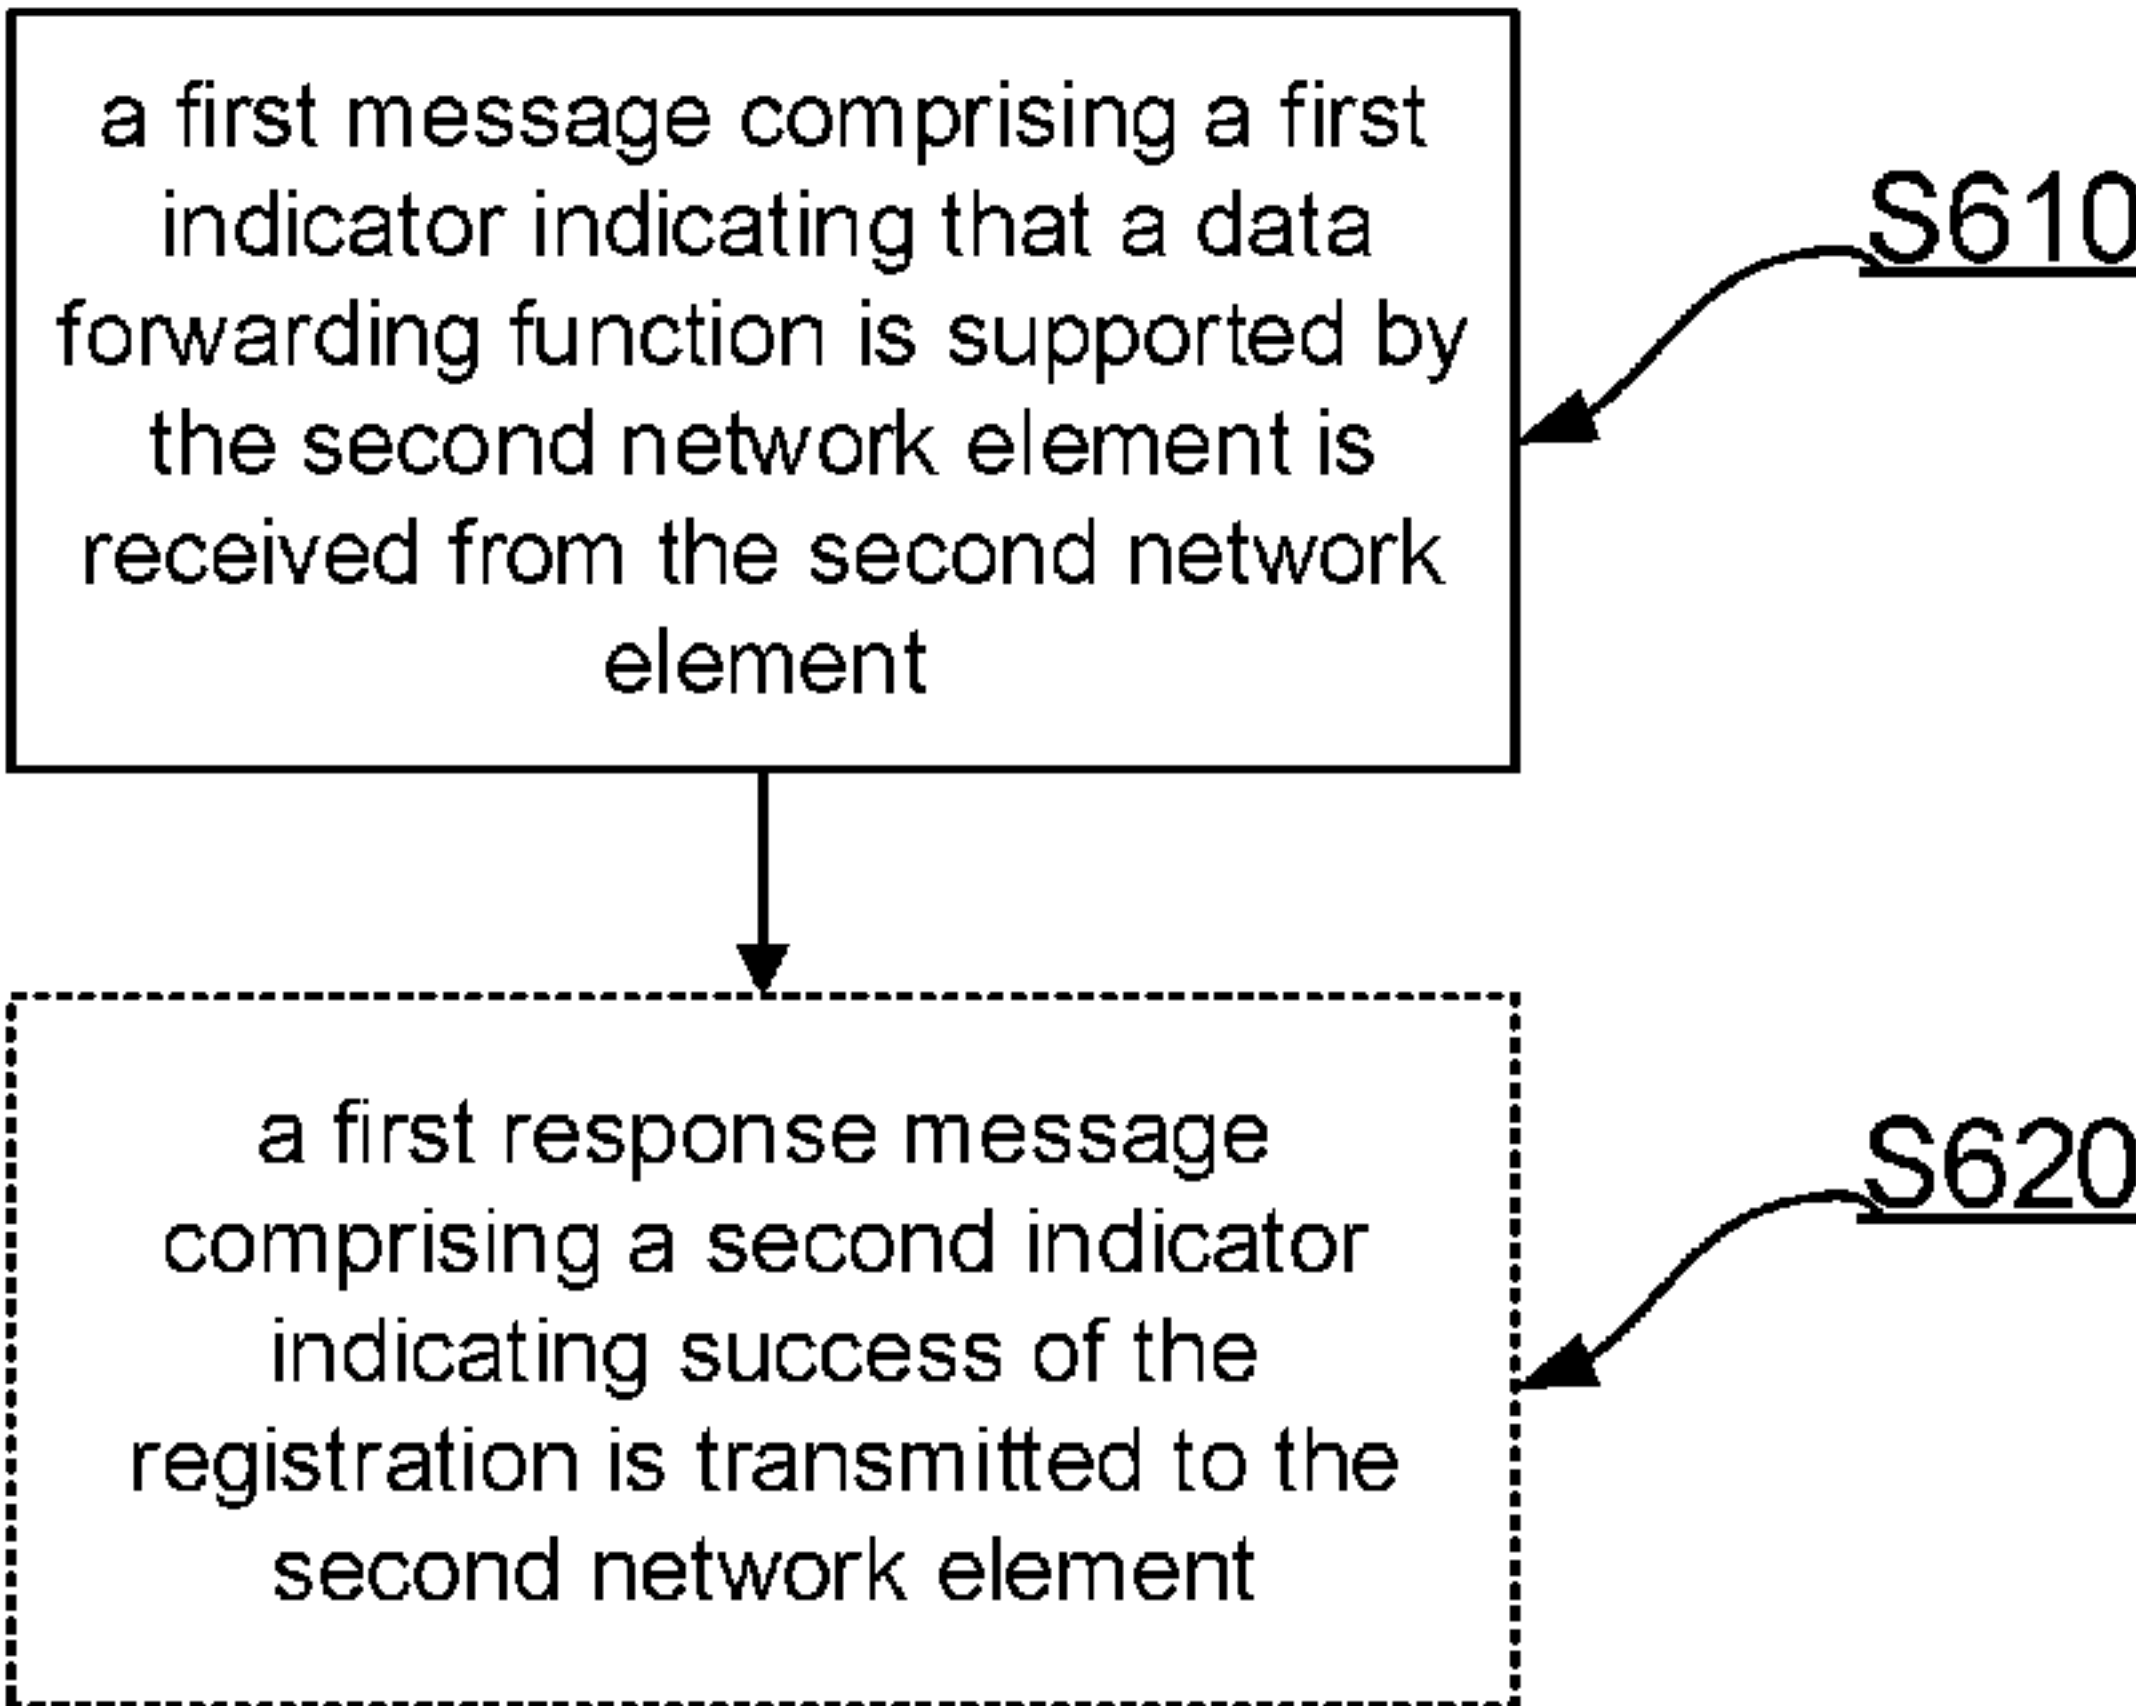 a first message comprising a first
indicator indicating that a data
forwarding function is supported by
the second network element is
received from the second network
element
S610
a first response message
comprising a second indicator
indicating success of the
registration is transmitted to the
second network element
S620